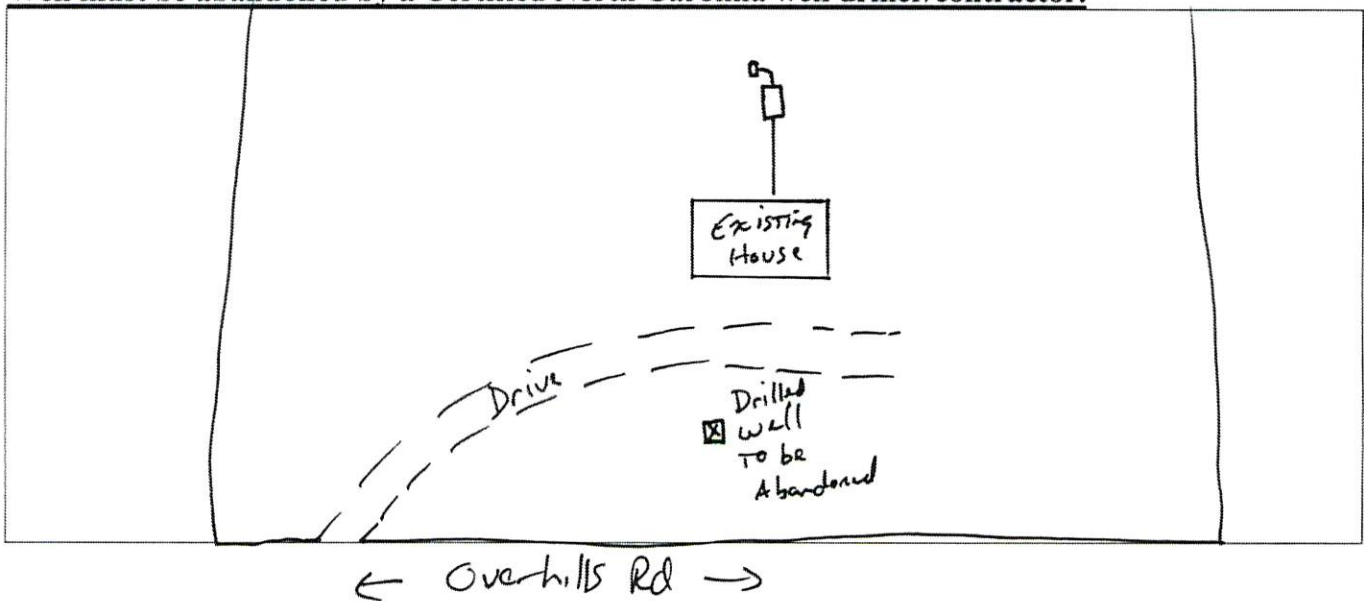 Existing
House
Drive
Drilled
well
To be
Abandoned
← Overhills Rd →